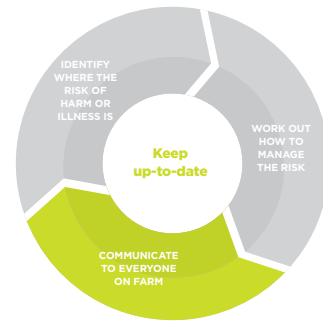 IDENTIFY
WHERE THE
RISK OF
HARM OR
ILLNESS IS
WORK OUT
HOW TO
MANAGE
THE RISK
Keep
up-to-date
COMMUNICATE
TO EVERYONE
ON FARM